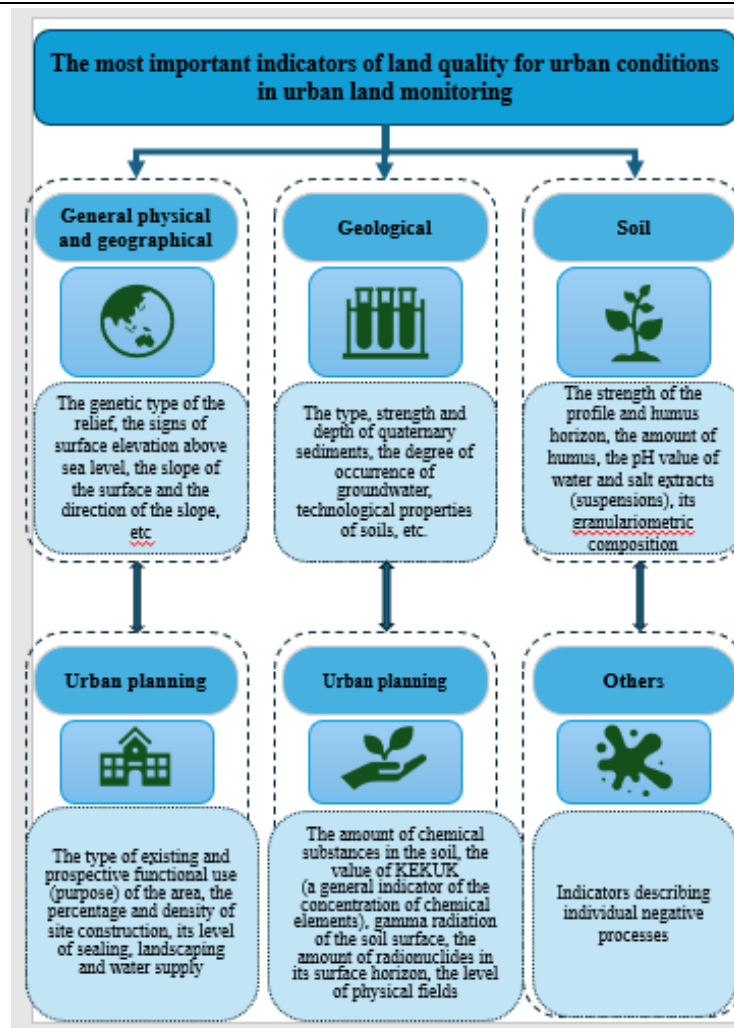 The most important indicators of land quality for urban conditions
in urban land monitoring
General physical
and geographical
The genetic type of the
relief, the signs of
surface elevation above
sea level, the slope of
the surface and the
direction of the slope,
etc
Geological
The type, strength and
depth of quaternary
sediments, the degree of
occurrence of
groundwater,
technological properties
of soils, etc.
Soil
The strength of the
profile and humus
horizon, the amount of
humus, the pH value of
water and salt extracts
(suspensions), its
granulariometric
composition
Urban planning
The type of existing and
prospective functional use
(purpose) of the area, the
percentage and density of
site construction, its level
of sealing, landscaping
and water supply
Urban planning
The amount of chemical
substances in the soil, the
value of KEKUK
(a general indicator of the
concentration of chemical
elements), gamma radiation
of the soil surface, the
amount of radionuclides in
its surface horizon, the level
of physical fields
Others
Indicators describing
individual negative
processes